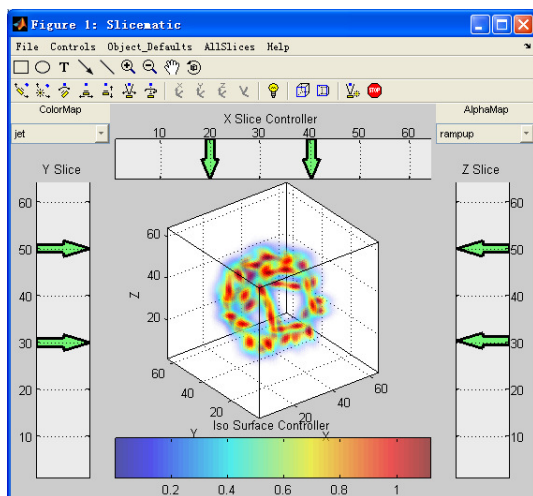 Figure 1: Slicematic
File Controls Object_Defaults AllSlices Help
T
STOP
ColorMap
jet
X Slice Controller
10 20 30 40 50 60
AlphaMap
rampup
Y Slice
60
50
40
30
20
10
Z Slice
60
50
40
30
20
10
Z
60
40
20
60
40
20
Y
20
40
60
X
Iso Surface Controller
0.2 0.4 0.6 0.8 1